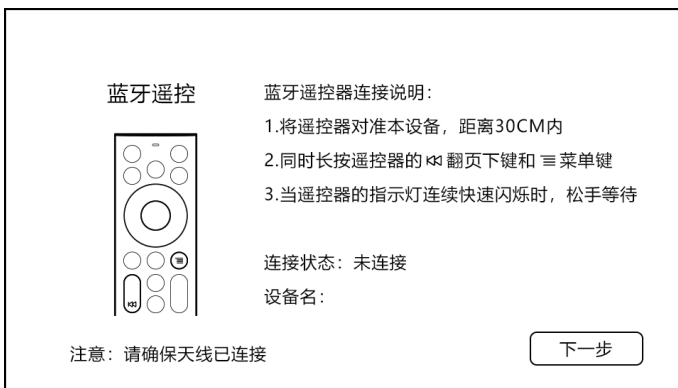 蓝牙遥控
蓝牙遥控器连接说明：
1.将遥控器对准本设备，距离30CM内
2.同时长按遥控器的 翻页下键和 菜单键
3.当遥控器的指示灯连续快速闪烁时，松手等待
连接状态：未连接
设备名：
注意：请确保天线已连接
下一步